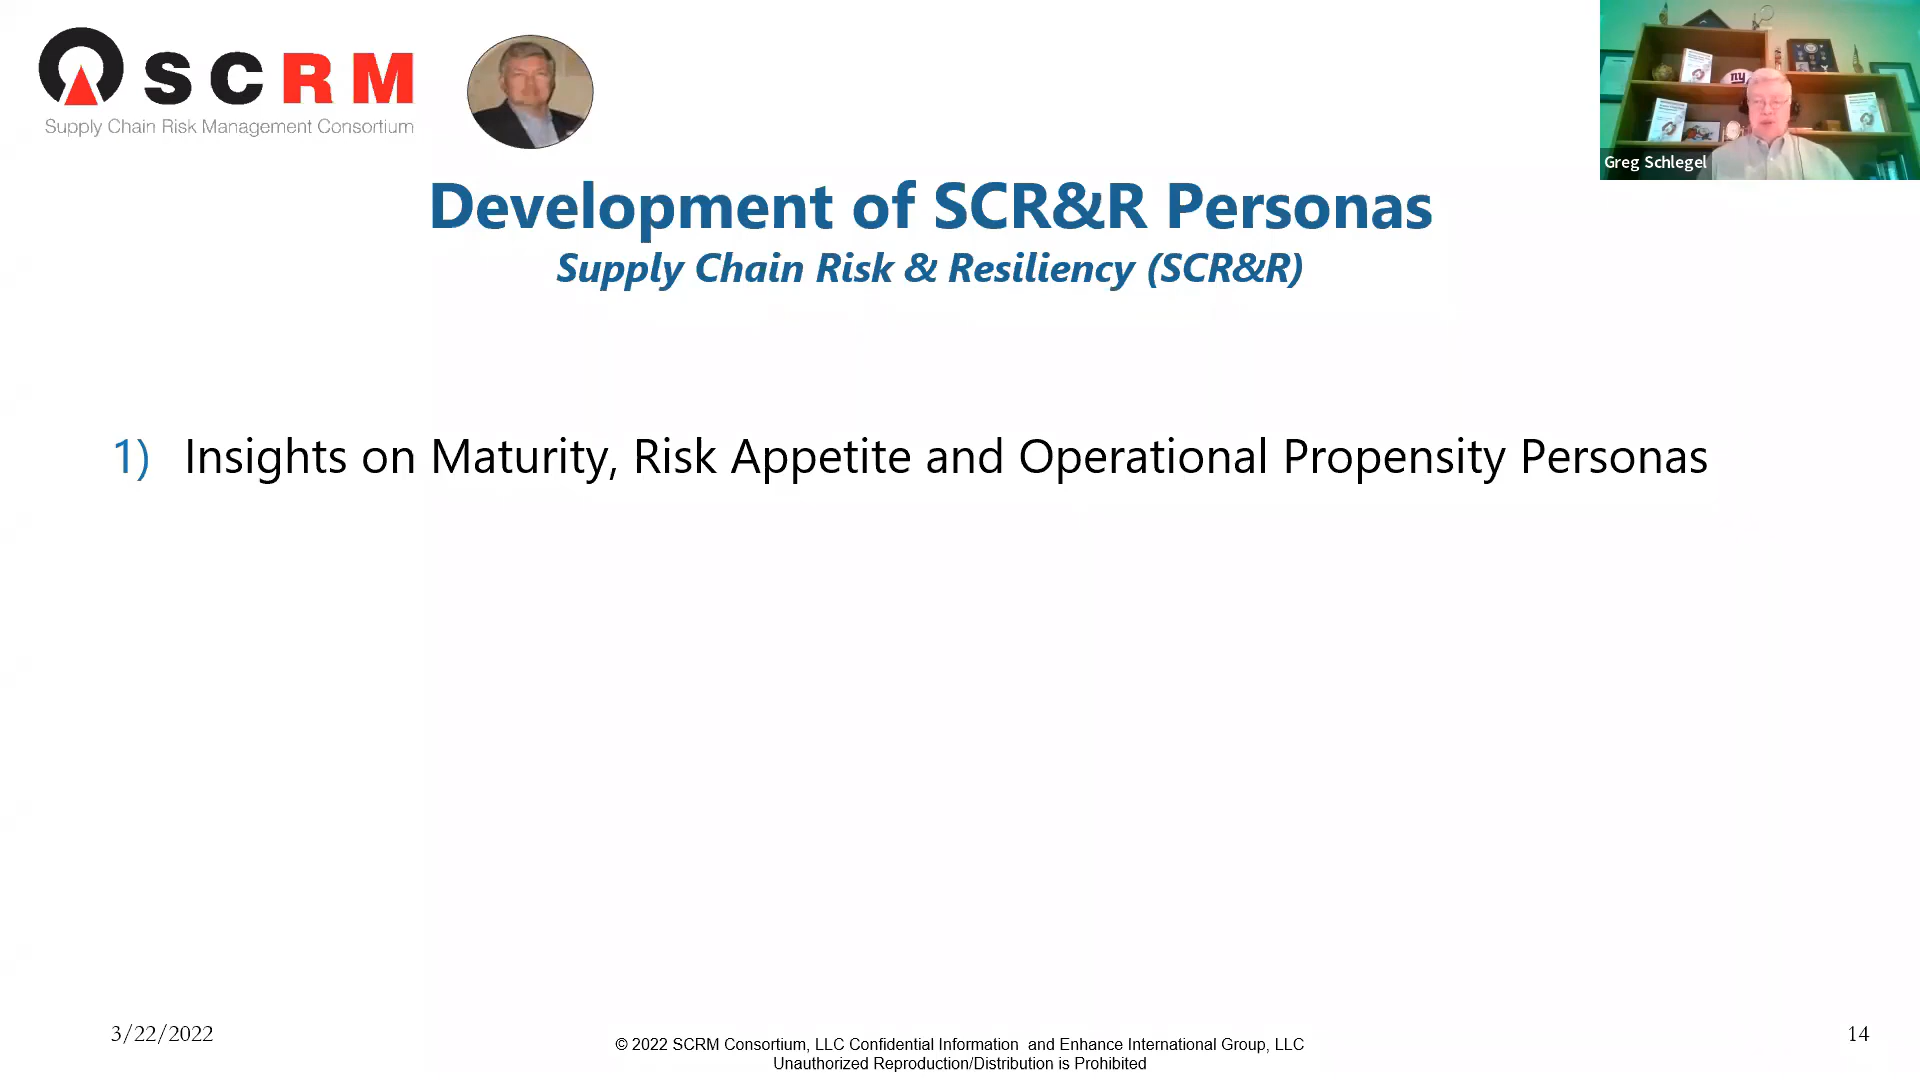 SCRM
Supply Chain Risk Management Consortium
ny
Greg Schlegel
Development of SCR&R Personas
Supply Chain Risk & Resiliency (SCR&R)
1) Insights on Maturity, Risk Appetite and Operational Propensity Personas
3/22/2022
© 2022 SCRM Consortium, LLC Confidential Information and Enhance International Group, LLC
Unauthorized Reproduction/Distribution is Prohibited
14